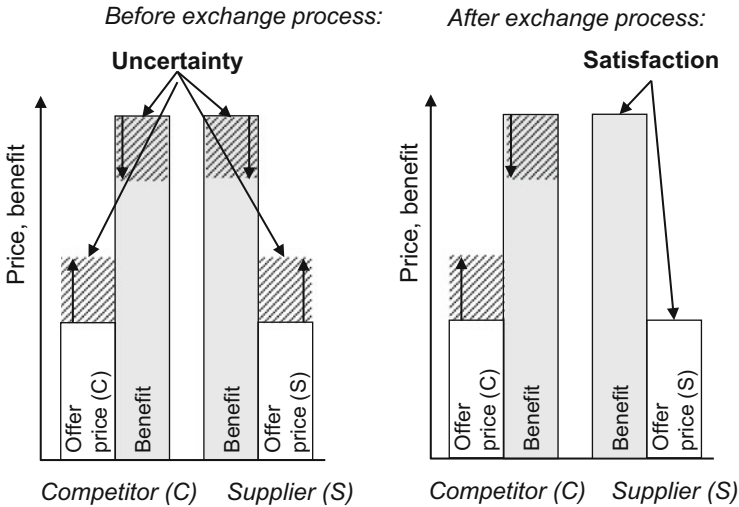 Before exchange process:
Uncertainty
Price, benefit
Offer
price (C)
Benefit
Benefit
Offer
price (S)
Competitor (C)
Supplier (S)
After exchange process:
Satisfaction
Price, benefit
Offer
price (C)
Benefit
Benefit
Offer
price (S)
Competitor (C)
Supplier (S)